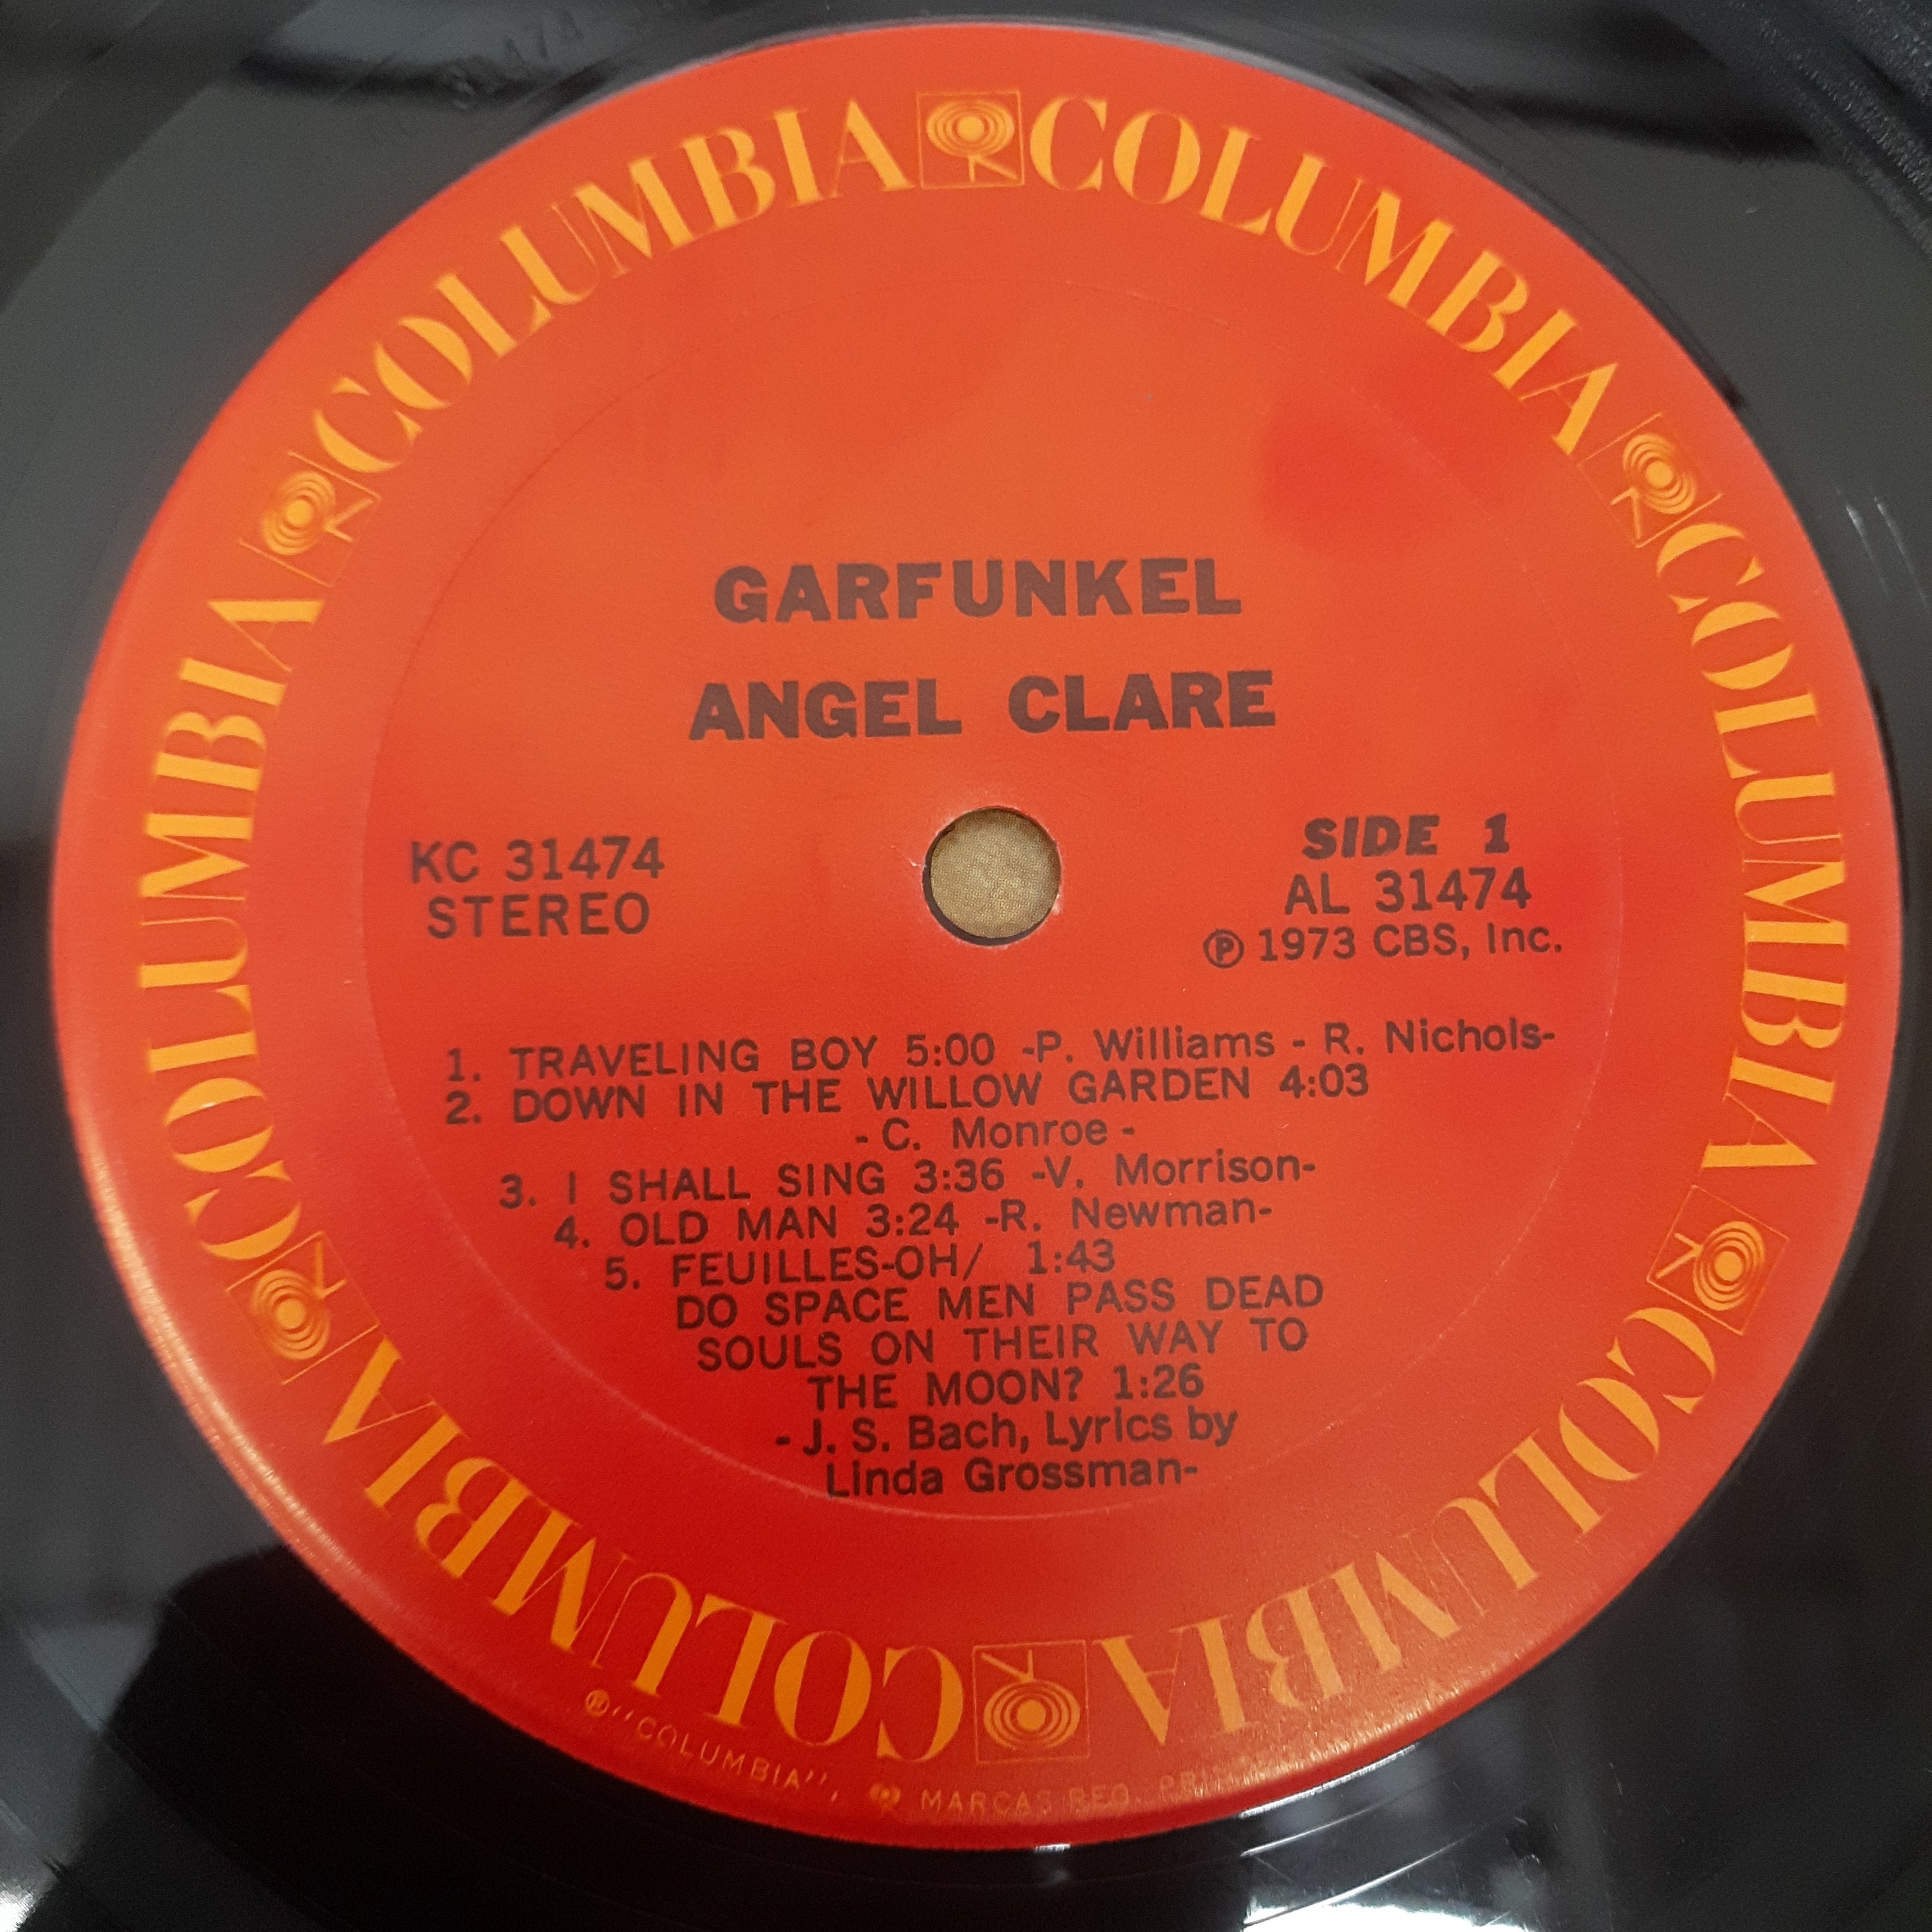 COLUMBIA COLUMBIA COLUMBIA COLUMBIA COLUMBIA COLUMBIA
GARFUNKEL
ANGEL CLARE
KC 31474
STEREO
SIDE 1
AL 31474
Ⓟ 1973 CBS, Inc.
1. TRAVELING BOY 5:00 -P. Williams - R. Nichols-
2. DOWN IN THE WILLOW GARDEN 4:03
- C. Monroe -
3. I SHALL SING 3:36 -V. Morrison-
4. OLD MAN 3:24 -R. Newman-
5. FEUILLES-OH/ 1:43
DO SPACE MEN PASS DEAD
SOULS ON THEIR WAY TO
THE MOON? 1:26
- J. S. Bach, Lyrics by
Linda Grossman-
"COLUMBIA", MARCAS REG.